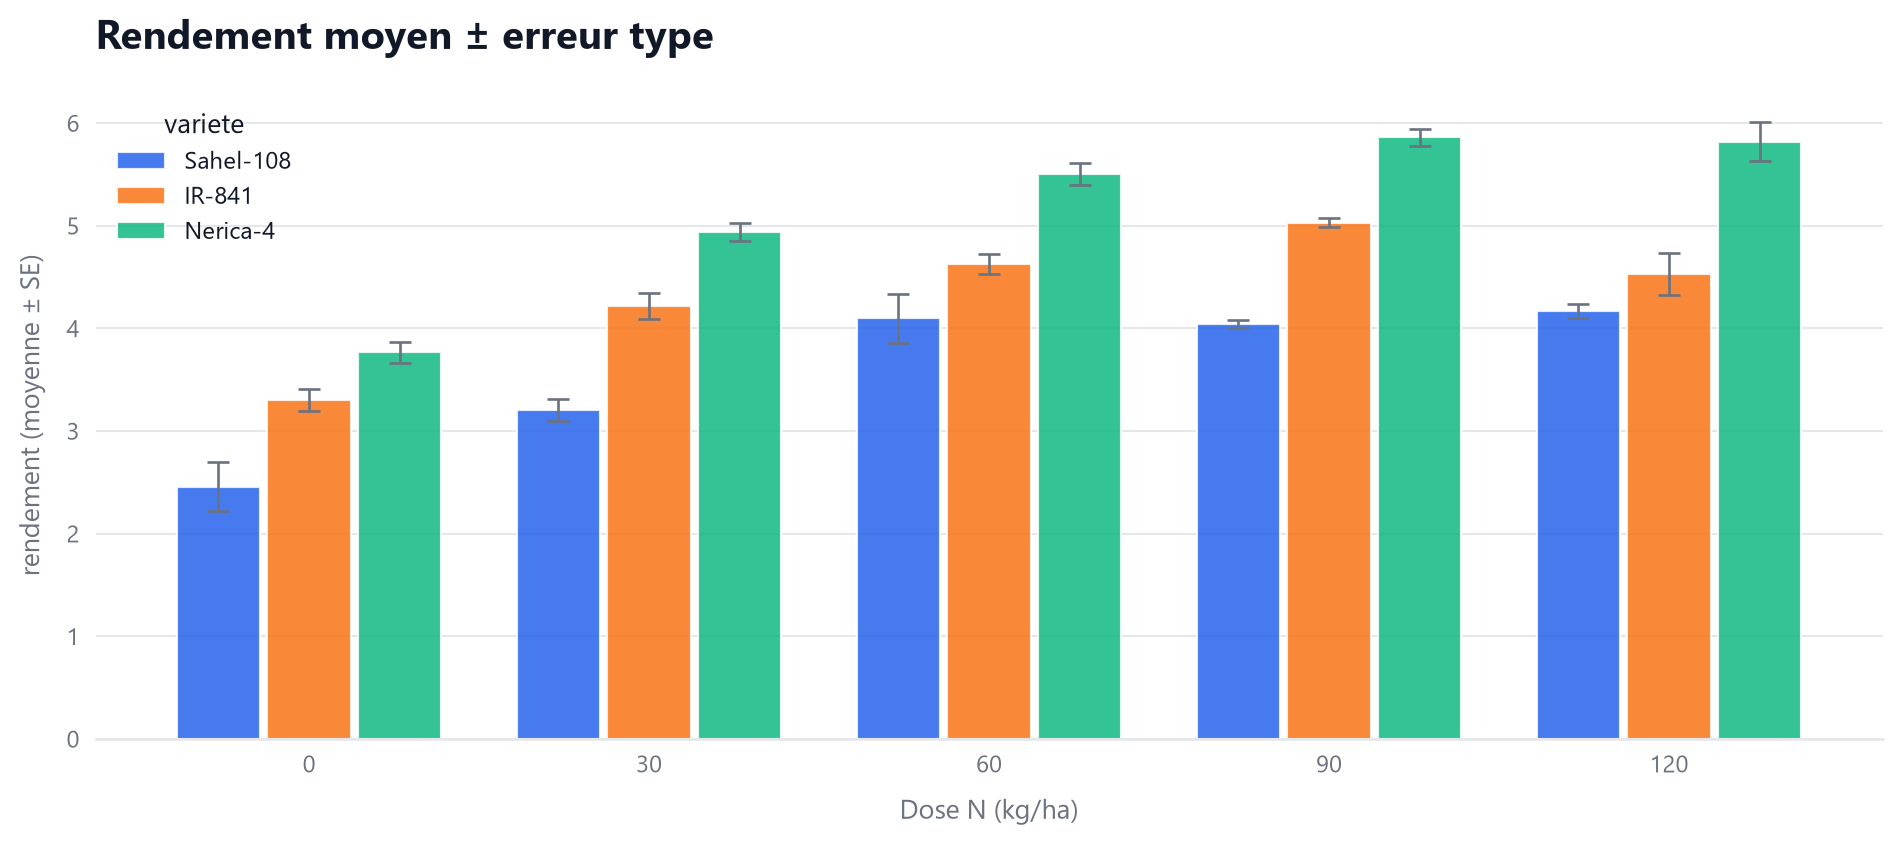 Rendement moyen ± erreur type
variete
Sahel-108
IR-841
Nerica-4
rendement (moyenne ± SE)
6
5
4
3
2
1
0
0 30 60 90 120
Dose N (kg/ha)